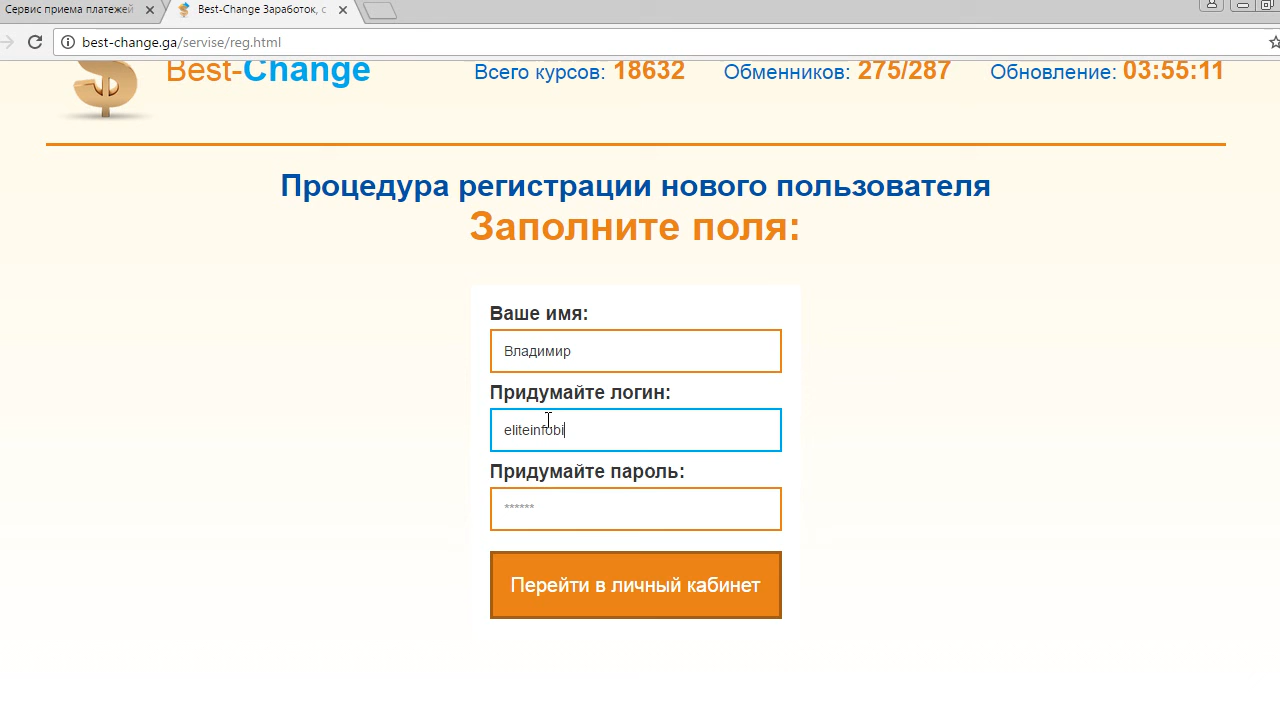 Сервис приема платежей
Best-Change Заработок, с
best-change.ga/servise/reg.html
Best-Change
Всего курсов: 18632
Обменников: 275/287
Обновление: 03:55:11
Процедура регистрации нового пользователя
Заполните поля:
Ваше имя:
Владимир
Придумайте логин:
eliteinfobi
Придумайте пароль:
******
Перейти в личный кабинет